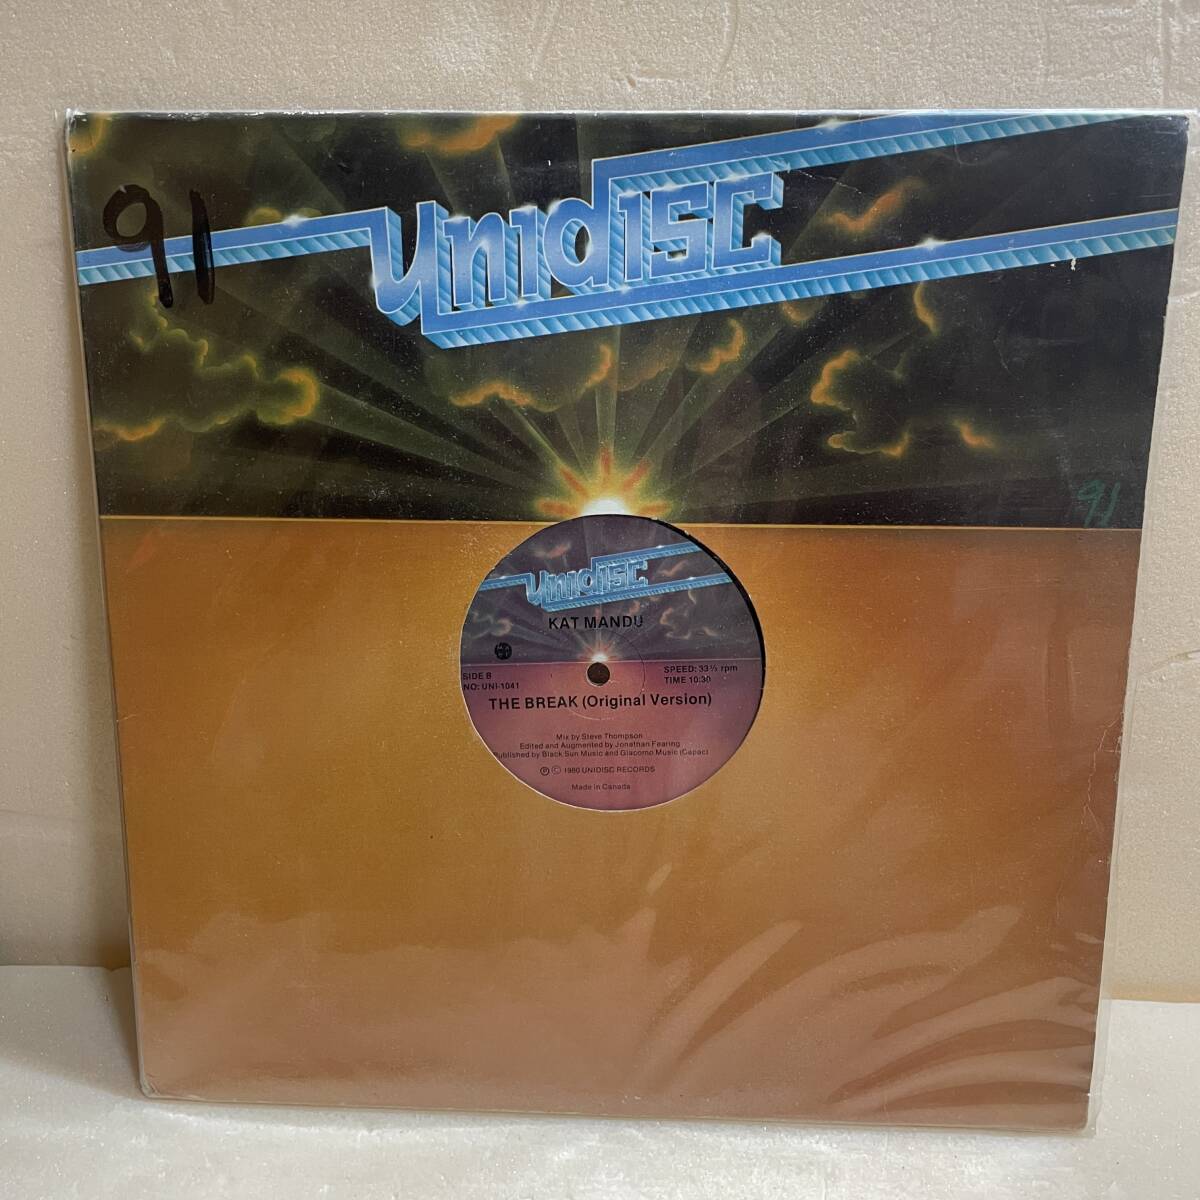 91
unidisc
91
unidisc
KAT MANDU
SIDE B
NO: UNI-1041
SPEED: 33⅓ rpm
TIME 10:30
THE BREAK (Original Version)
Mix by Steve Thompson
Edited and Augmented by Jonathan Fearing
Published by Black Sun Music and Giacomo Music (Capac)
Ⓟ © 1980 UNIDISC RECORDS
Made in Canada